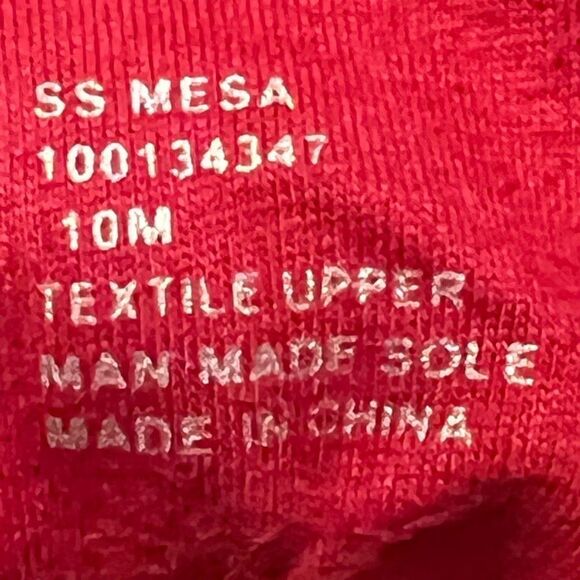 SS MESA
100134347
10M
TEXTILE UPPER
MAN MADE SOLE
MADE IN CHINA